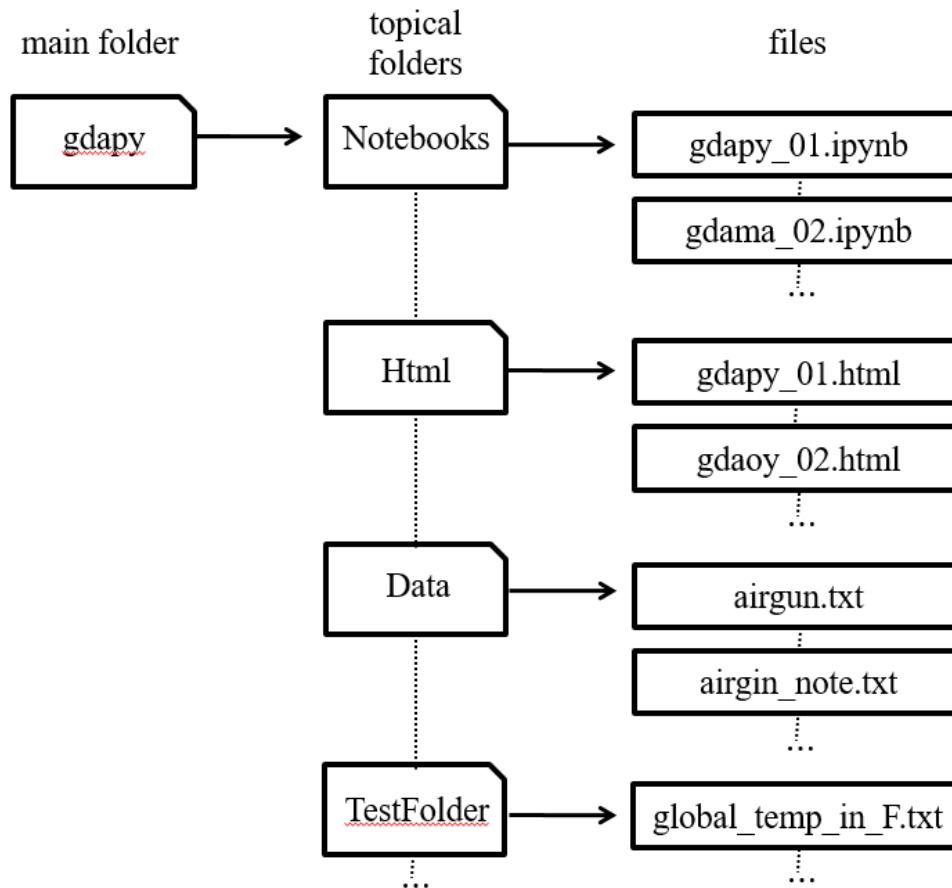 main folder
topical
folders
files
gdapy
Notebooks
gdapy_01.ipynb
gdama_02.ipynb
...
Html
gdapy_01.html
gdaoy_02.html
...
Data
airgun.txt
airgin_note.txt
...
TestFolder
global_temp_in_F.txt
...
...